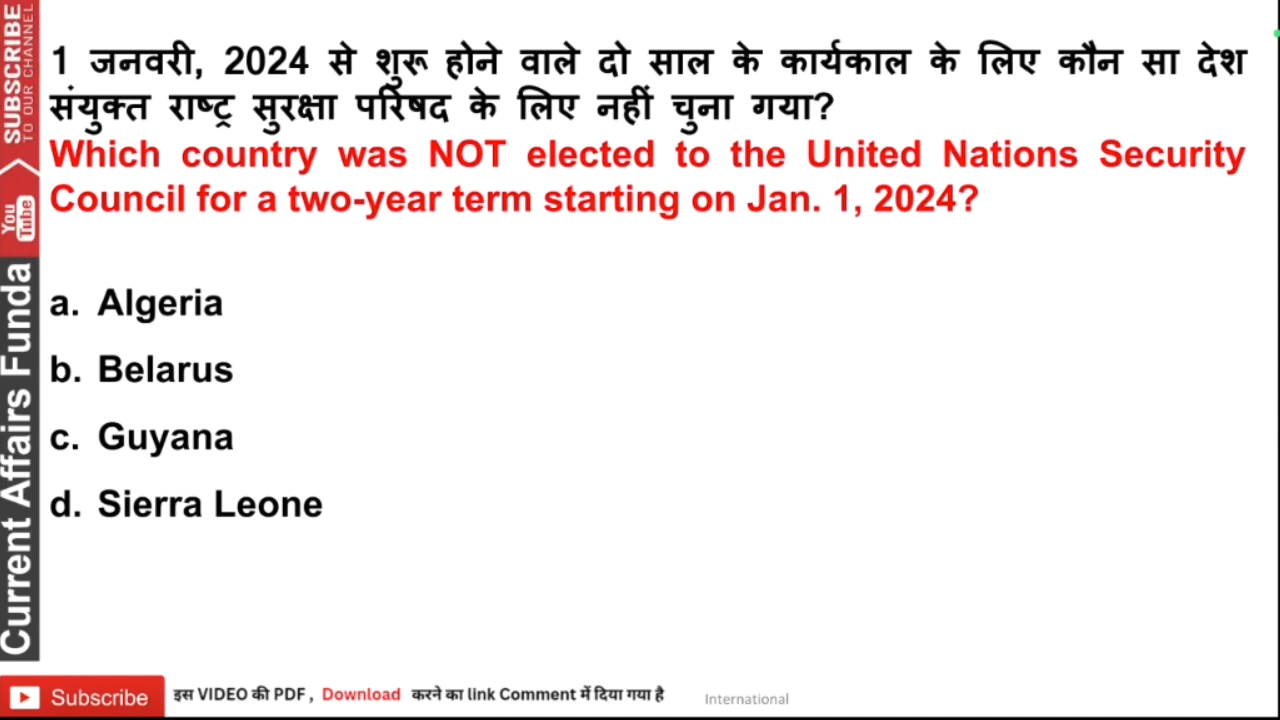 1 जनवरी, 2024 से शुरू होने वाले दो साल के कार्यकाल के लिए कौन सा देश
संयुक्त राष्ट्र सुरक्षा परिषद के लिए नहीं चुना गया?
Which country was NOT elected to the United Nations Security
Council for a two-year term starting on Jan. 1, 2024?
a. Algeria
b. Belarus
c. Guyana
d. Sierra Leone
SUBSCRIBE
TO OUR CHANNEL
You
Tube
Current Affairs Funda
Subscribe
इस VIDEO की PDF , Download करने का link Comment में दिया गया है
International